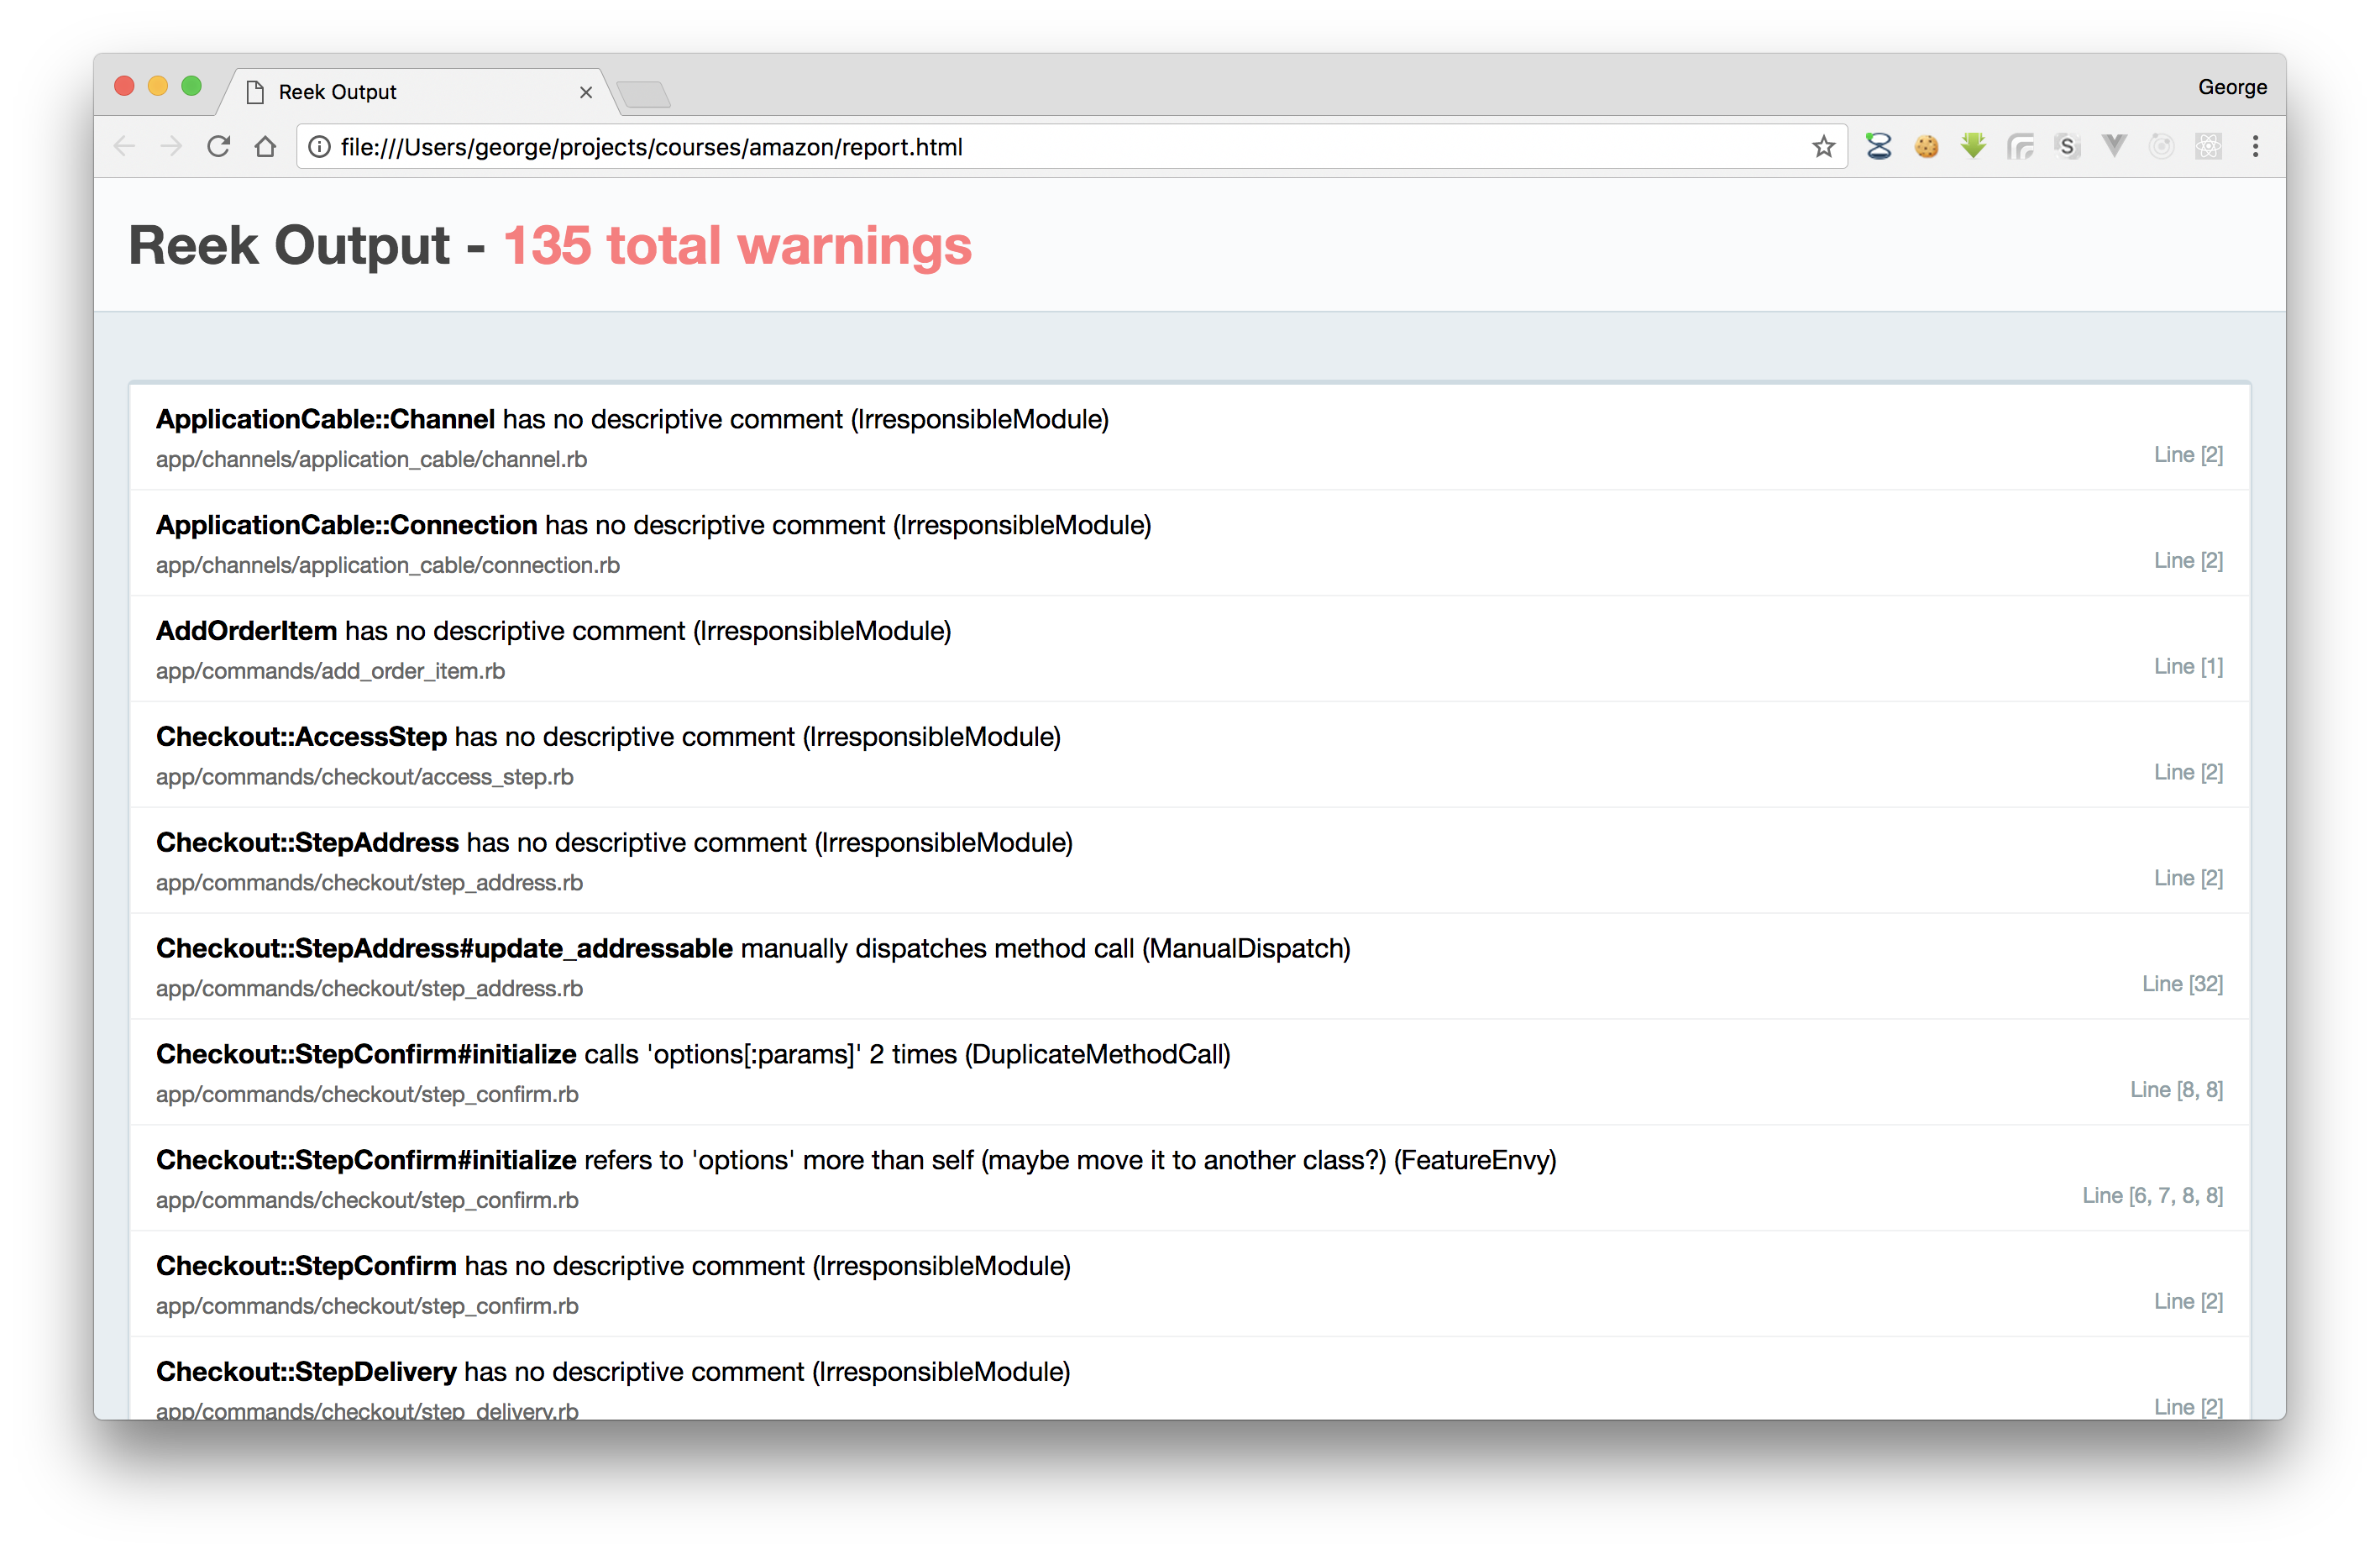 Reek Output
George
file:///Users/george/projects/courses/amazon/report.html
S
Reek Output - 135 total warnings
ApplicationCable::Channel has no descriptive comment (IrresponsibleModule)
app/channels/application_cable/channel.rb
Line [2]
ApplicationCable::Connection has no descriptive comment (IrresponsibleModule)
app/channels/application_cable/connection.rb
Line [2]
AddOrderItem has no descriptive comment (IrresponsibleModule)
app/commands/add_order_item.rb
Line [1]
Checkout::AccessStep has no descriptive comment (IrresponsibleModule)
app/commands/checkout/access_step.rb
Line [2]
Checkout::StepAddress has no descriptive comment (IrresponsibleModule)
app/commands/checkout/step_address.rb
Line [2]
Checkout::StepAddress#update_addressable manually dispatches method call (ManualDispatch)
app/commands/checkout/step_address.rb
Line [32]
Checkout::StepConfirm#initialize calls 'options[:params]' 2 times (DuplicateMethodCall)
app/commands/checkout/step_confirm.rb
Line [8, 8]
Checkout::StepConfirm#initialize refers to 'options' more than self (maybe move it to another class?) (FeatureEnvy)
app/commands/checkout/step_confirm.rb
Line [6, 7, 8, 8]
Checkout::StepConfirm has no descriptive comment (IrresponsibleModule)
app/commands/checkout/step_confirm.rb
Line [2]
Checkout::StepDelivery has no descriptive comment (IrresponsibleModule)
app/commands/checkout/step_delivery.rb
Line [2]